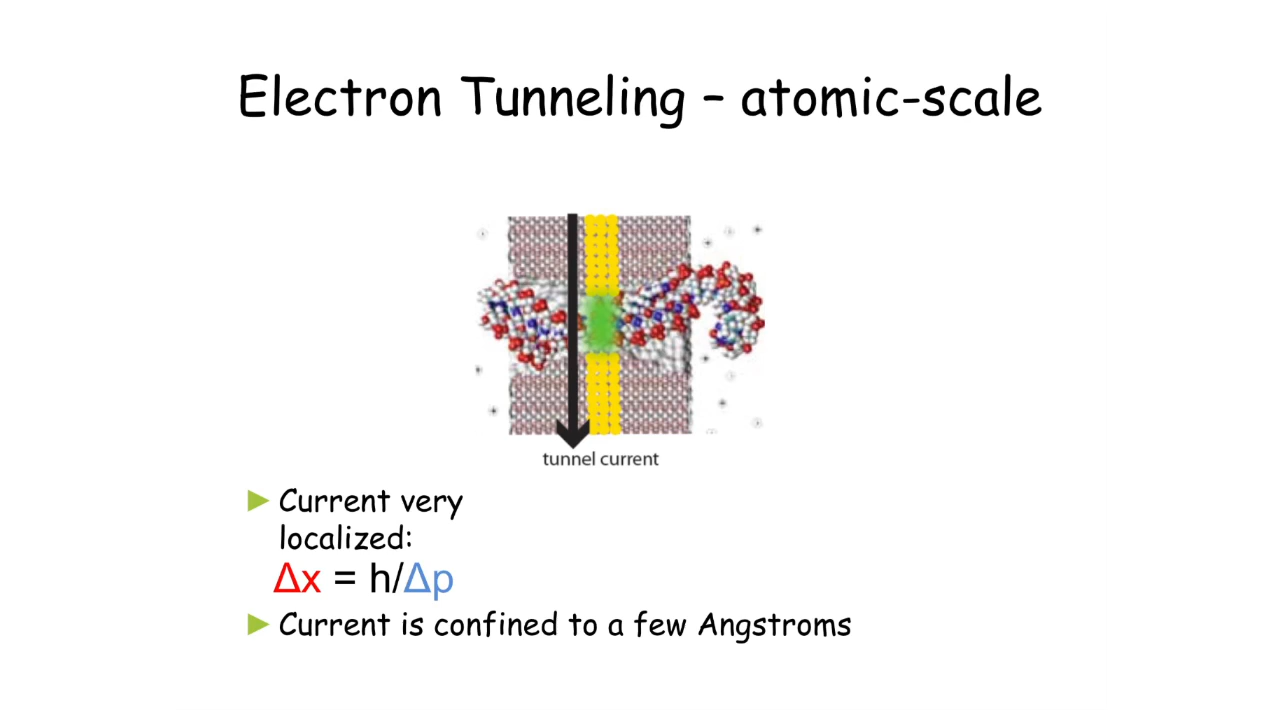 Electron Tunneling – atomic-scale
tunnel current
► Current very
localized:
Δx = h/Δp
► Current is confined to a few Angstroms